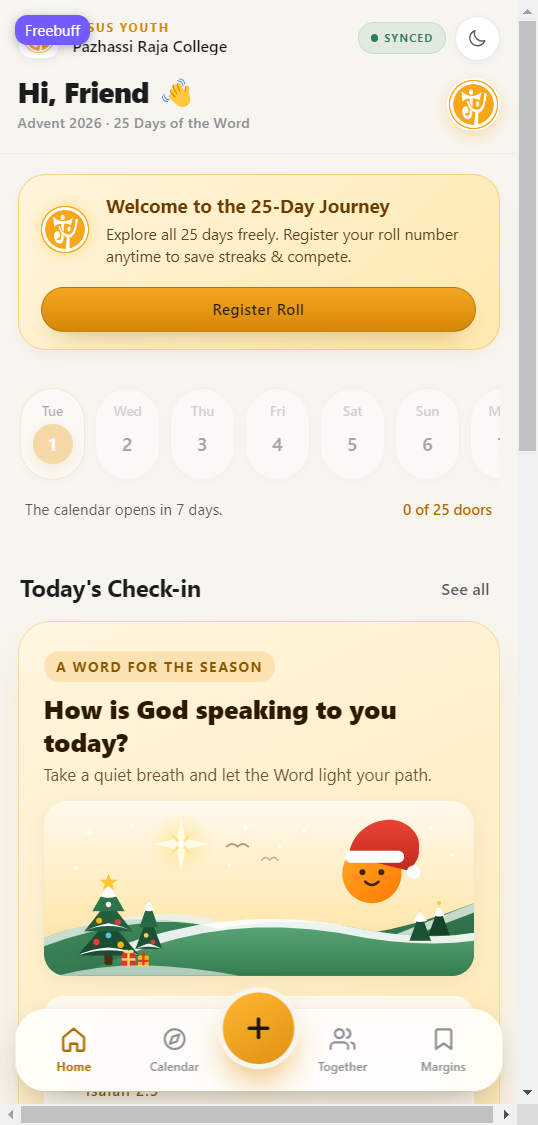 Freebuff
SUS YOUTH
Pazhassi Raja College
SYNCED
Hi, Friend 👋
Advent 2026 · 25 Days of the Word
Welcome to the 25-Day Journey
Explore all 25 days freely. Register your roll number
anytime to save streaks & compete.
Register Roll
Tue Wed Thu Fri Sat Sun M
1 2 3 4 5 6
The calendar opens in 7 days.
0 of 25 doors
Today's Check-in
See all
A WORD FOR THE SEASON
How is God speaking to you
today?
Take a quiet breath and let the Word light your path.
Home
Calendar
Together
Margins